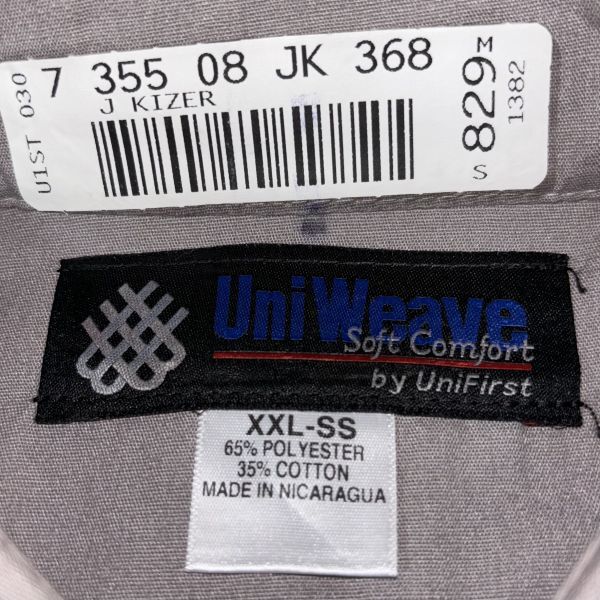 U1ST 030
7 355 08 JK 368
J KIZER
829
M
S
1382
UniWeave
Soft Comfort
by UniFirst
XXL-SS
65% POLYESTER
35% COTTON
MADE IN NICARAGUA